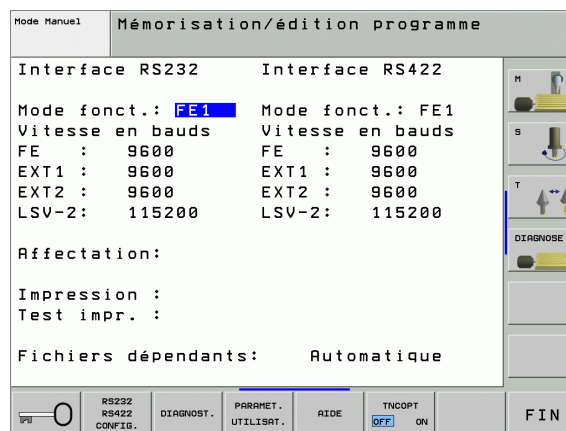 Mode Manuel
Mémorisation/édition programme
Interface RS232 Interface RS422
Mode fonct.: FE1 Mode fonct.: FE1
Vitesse en bauds Vitesse en bauds
FE : 9600 FE : 9600
EXT1 : 9600 EXT1 : 9600
EXT2 : 9600 EXT2 : 9600
LSV-2: 115200 LSV-2: 115200
Affectation:
Impression :
Test impr. :
Fichiers dépendants: Automatique
M
S
T
DIAGNOSE
RS232
RS422
CONFIG.
DIAGNOST.
PARAMET.
UTILISAT.
AIDE
TNCOPT
OFF ON
FIN